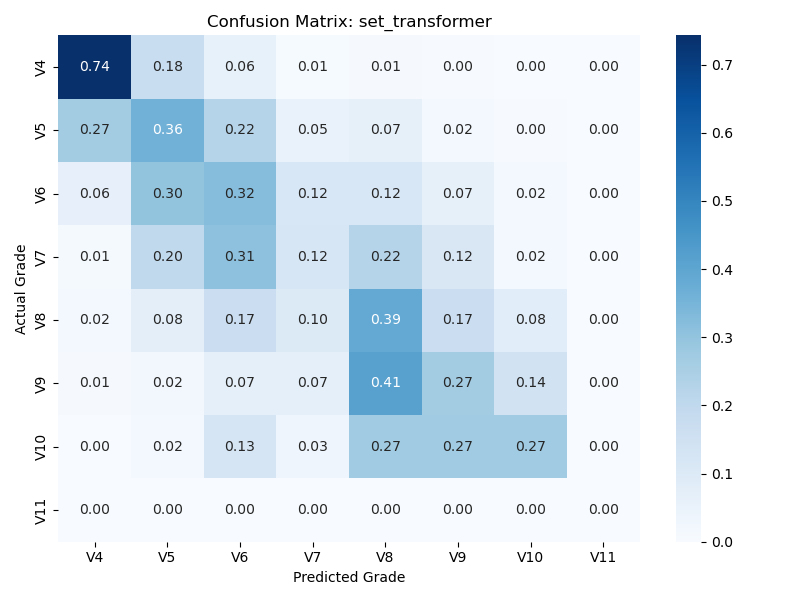 Confusion Matrix: set_transformer
V4 0.74 0.18 0.06 0.01 0.01 0.00 0.00 0.00
V5 0.27 0.36 0.22 0.05 0.07 0.02 0.00 0.00
V6 0.06 0.30 0.32 0.12 0.12 0.07 0.02 0.00
V7 0.01 0.20 0.31 0.12 0.22 0.12 0.02 0.00
V8 0.02 0.08 0.17 0.10 0.39 0.17 0.08 0.00
V9 0.01 0.02 0.07 0.07 0.41 0.27 0.14 0.00
V10 0.00 0.02 0.13 0.03 0.27 0.27 0.27 0.00
V11 0.00 0.00 0.00 0.00 0.00 0.00 0.00 0.00
V4 V5 V6 V7 V8 V9 V10 V11
Predicted Grade
Actual Grade
0.7
0.6
0.5
0.4
0.3
0.2
0.1
0.0